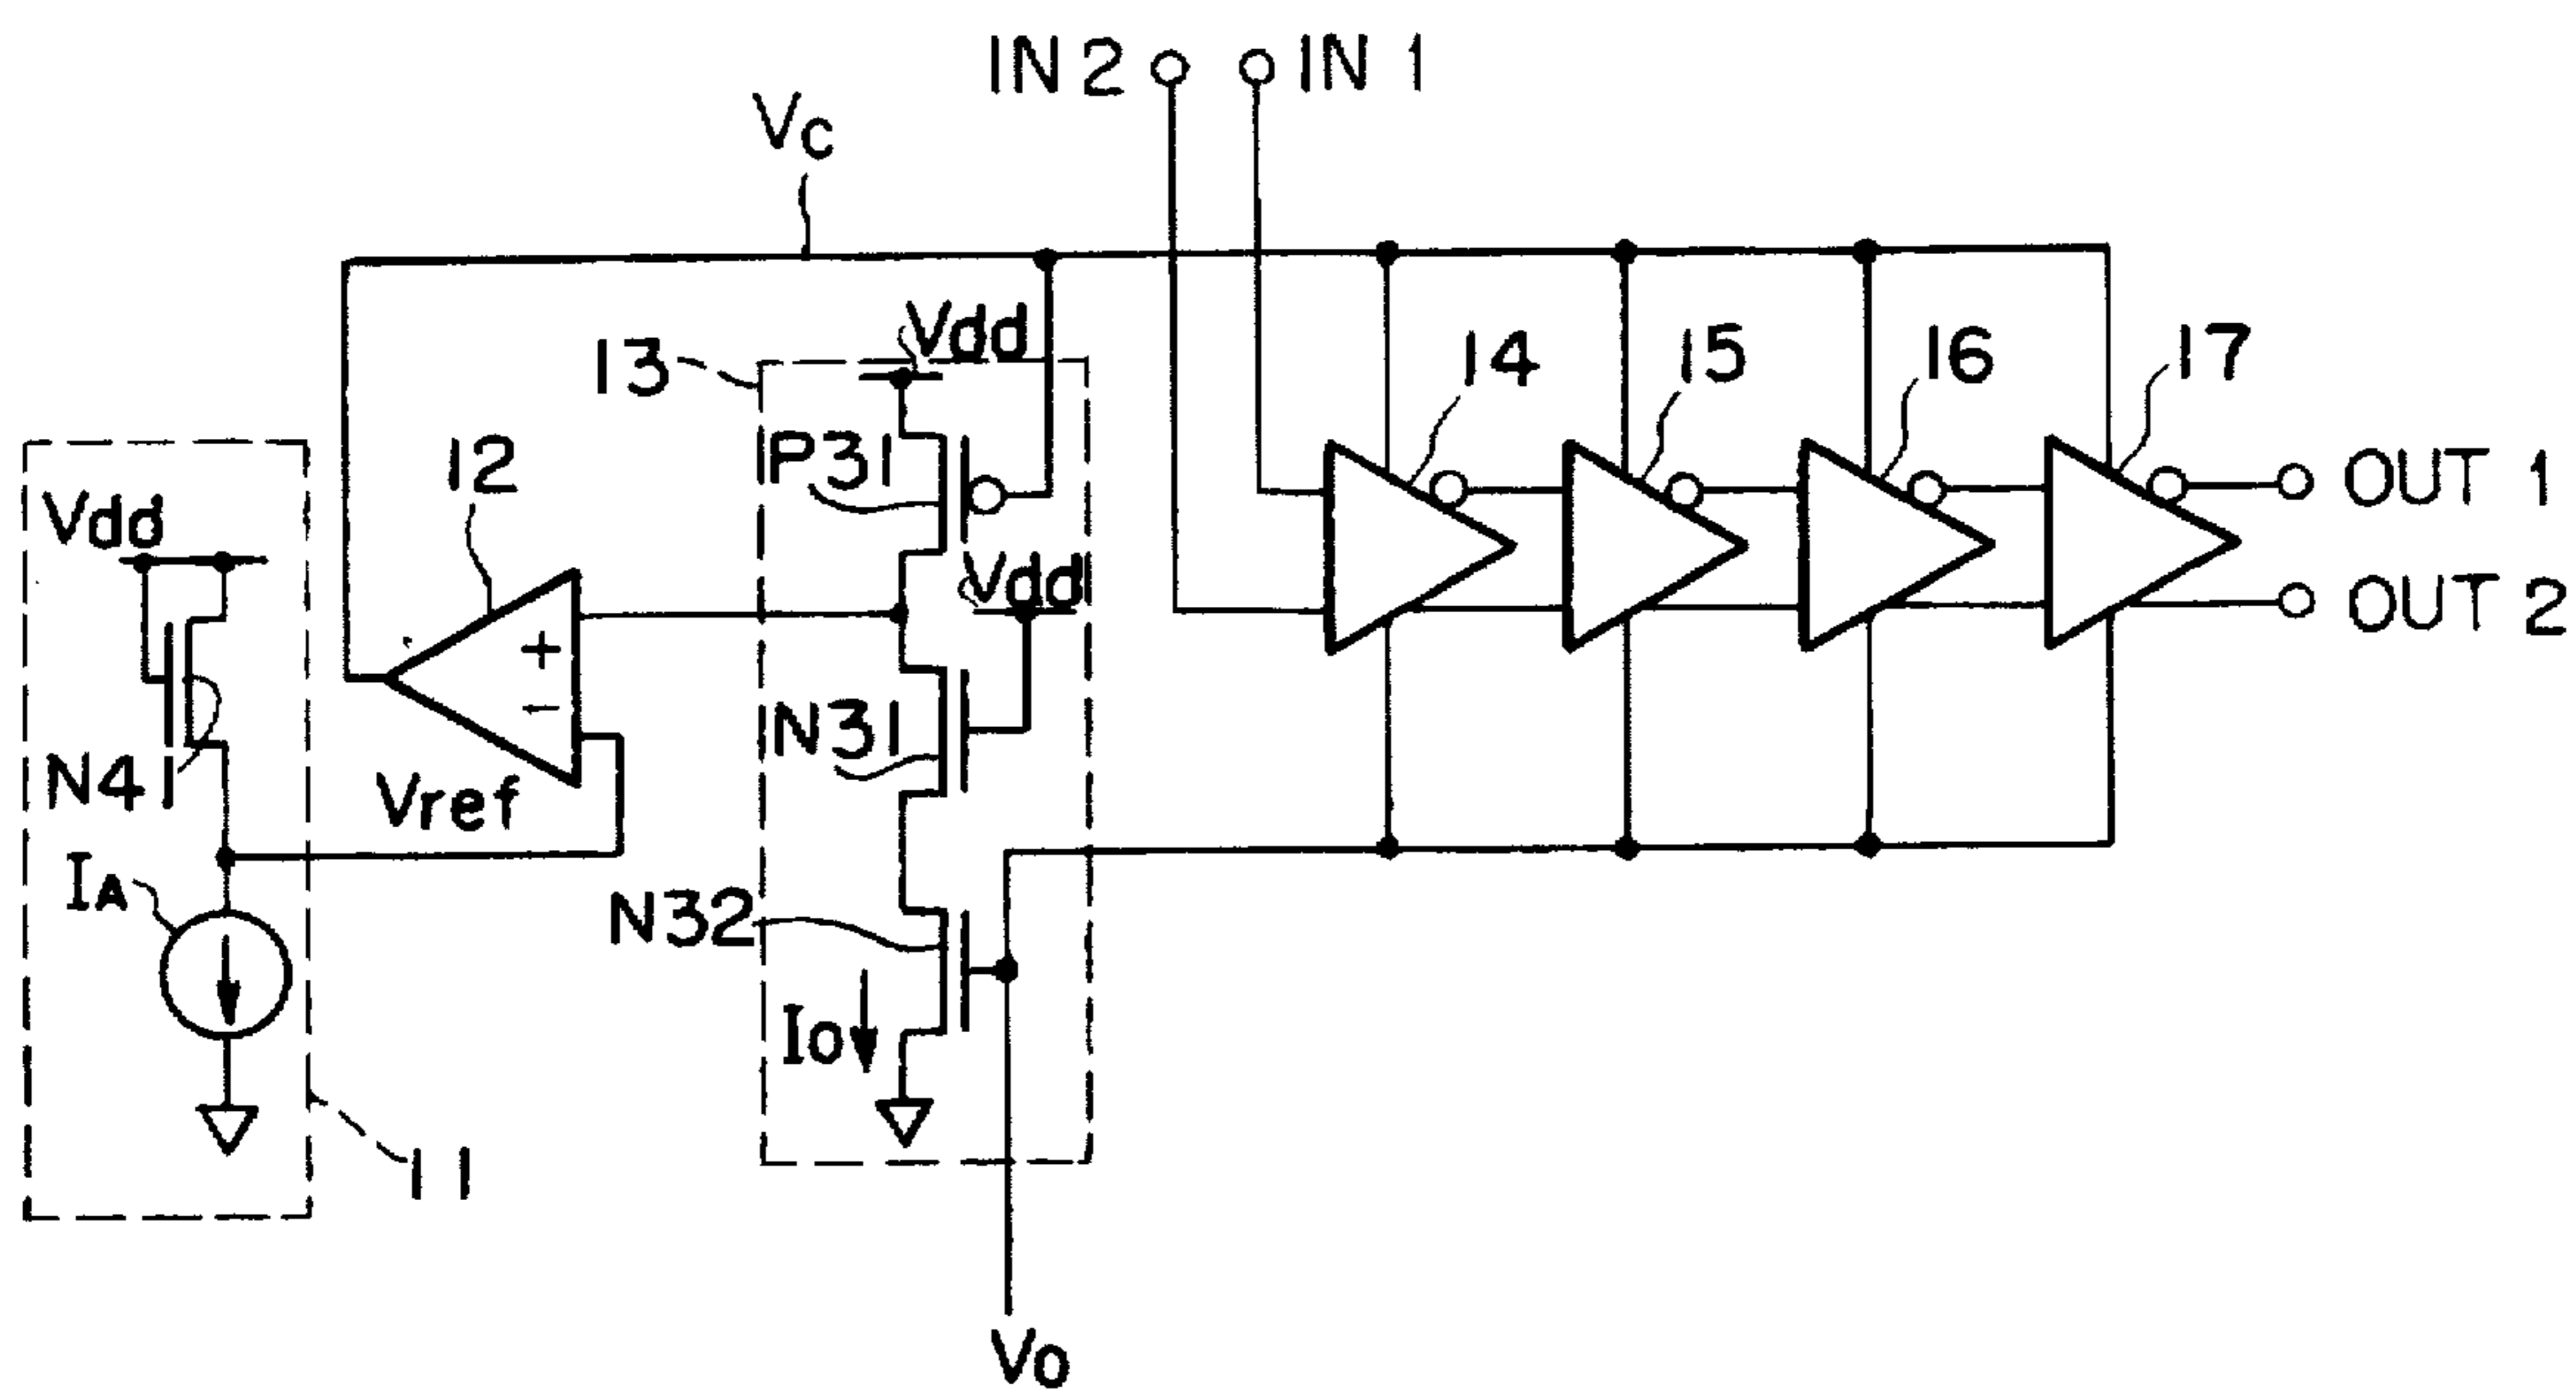 IN 2
IN 1
Vc
Vdd
13
14
15
16
17
P31
12
Vdd
OUT 1
Vdd
OUT 2
+
−
N31
N41
Vref
IA
N32
Io
11
Vo